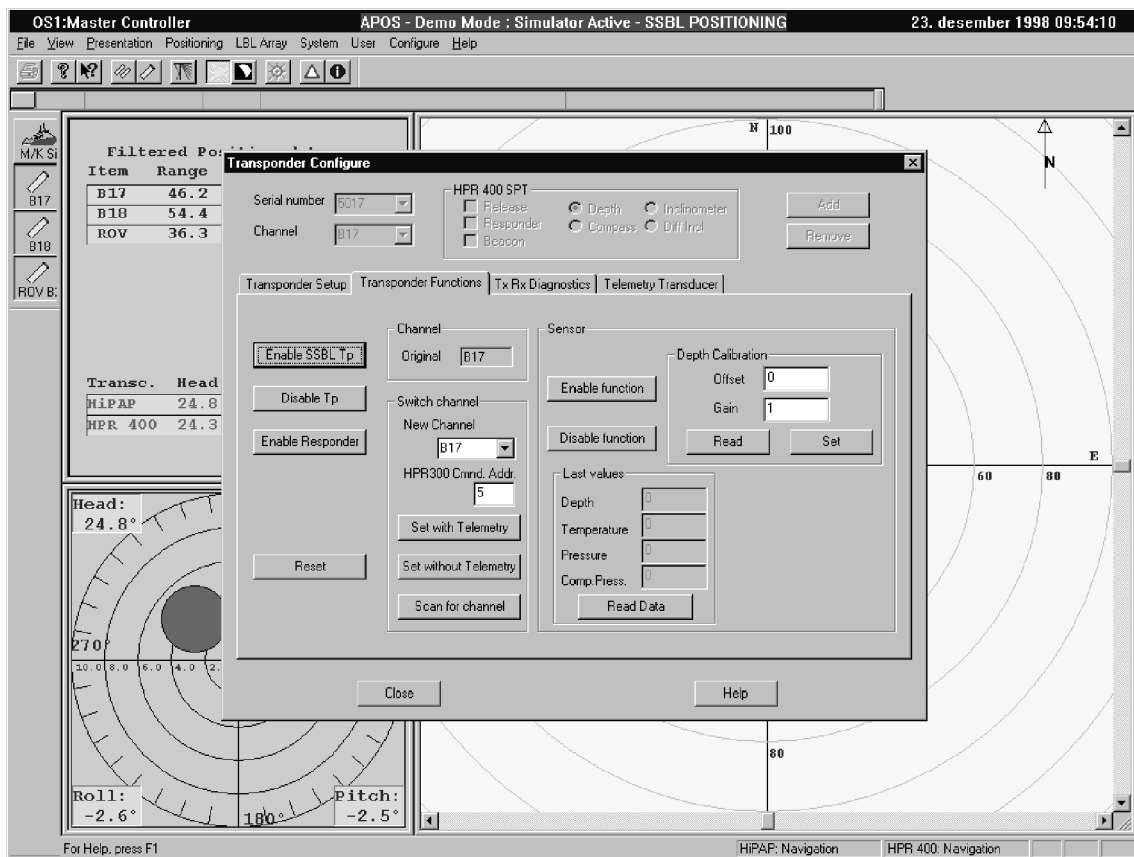 OS1:Master Controller APOS - Demo Mode : Simulator Active - SSBL POSITIONING 23. desember 1998 09:54:10
File View Presentation Positioning LBL Array System User Configure Help
M/K Si
B17
B18
ROV B:
Item Range
B17 46.2
B18 54.4
ROV 36.3
Transc. Head
HiPAP 24.8
HPR 400 24.3
Transponder Configure
Serial number 5017
Channel B17
HPR 400 SPT
Release Depth Inclinometer
Responder Compass Diff Incl
Beacon
Add
Remove
Transponder Setup Transponder Functions Tx Rx Diagnostics Telemetry Transducer
Enable SSBL Tp
Disable Tp
Enable Responder
Reset
Channel
Original B17
Switch channel
New Channel
B17
HPR300 Cmnd. Addr.
5
Set with Telemetry
Set without Telemetry
Scan for channel
Sensor
Enable function
Disable function
Depth Calibration
Offset 0
Gain 1
Read Set
Last values
Depth 0
Temperature 0
Pressure 0
Comp.Press. 0
Read Data
Close Help
N 100
N
E
60 80
80
Head:
24.8°
270°
10.0 8.0 6.0 4.0 2.
Roll:
-2.6°
180°
Pitch:
-2.5°
For Help, press F1 HiPAP: Navigation HPR 400: Navigation